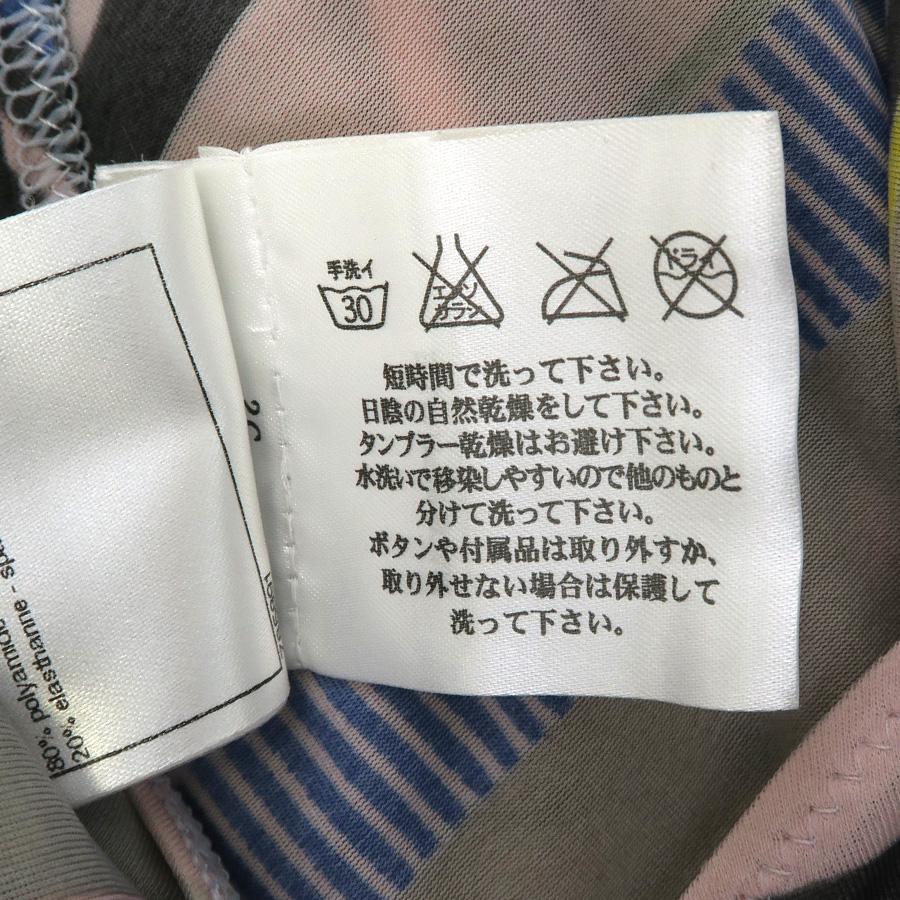 手洗イ
30
エンソ
サラシ
ドライ
短時間で洗って下さい。
日陰の自然乾燥をして下さい。
タンブラー乾燥はお避け下さい。
水洗いで移染しやすいので他のものと
分けて洗って下さい。
ボタンや付属品は取り外すか、
取り外せない場合は保護して
洗って下さい。
80% polyamide
20% elasthanne